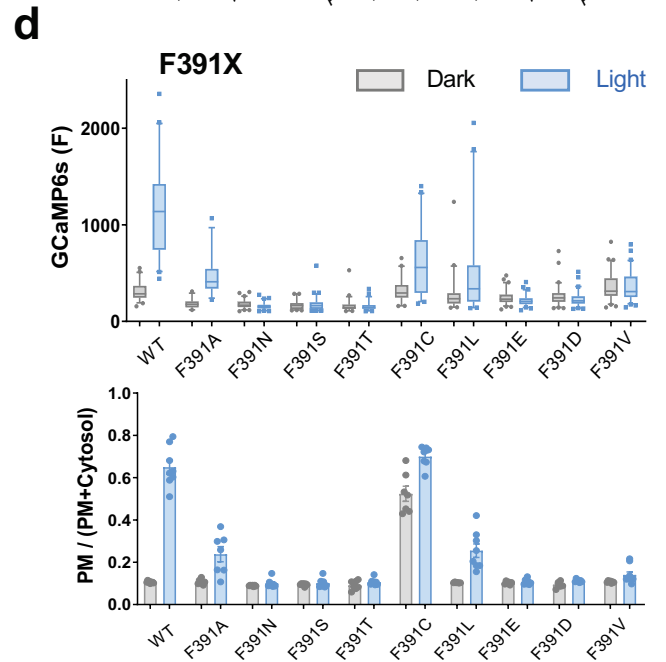 d
F391X
Dark
Light
GCaMP6s (F)
2000
1000
0
WT
F391A
F391N
F391S
F391T
F391C
F391L
F391E
F391D
F391V
PM / (PM+Cytosol)
1.0
0.8
0.6
0.4
0.2
0.0
WT
F391A
F391N
F391S
F391T
F391C
F391L
F391E
F391D
F391V